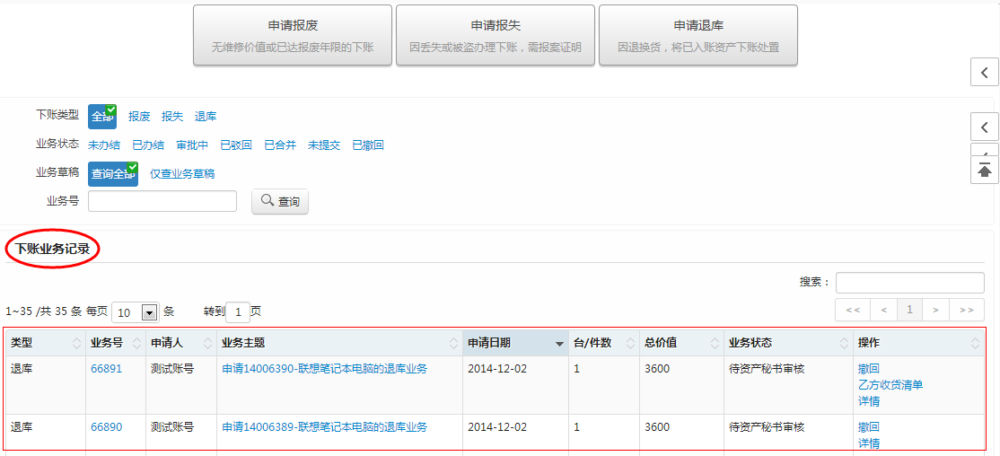 申请报废 申请报失 申请退库
无维修价值或已达报废年限的下账 因丢失或被盗办理下账，需报案证明 因退换货，将已入账资产下账处置
下账类型 全部 报废 报失 退库
业务状态 未办结 已办结 审批中 已驳回 已合并 未提交 已撤回
业务草稿 查询全部 仅查业务草稿
业务号 查询
下账业务记录
搜索：
1~35 /共 35 条 每页 10 条 转到 1 页 << < 1 > >>
类型 业务号 申请人 业务主题 申请日期 台/件数 总价值 业务状态 操作
退库 66891 测试账号 申请14006390-联想笔记本电脑的退库业务 2014-12-02 1 3600 待资产秘书审核 撤回
乙方收货清单
详情
退库 66890 测试账号 申请14006389-联想笔记本电脑的退库业务 2014-12-02 1 3600 待资产秘书审核 撤回
详情